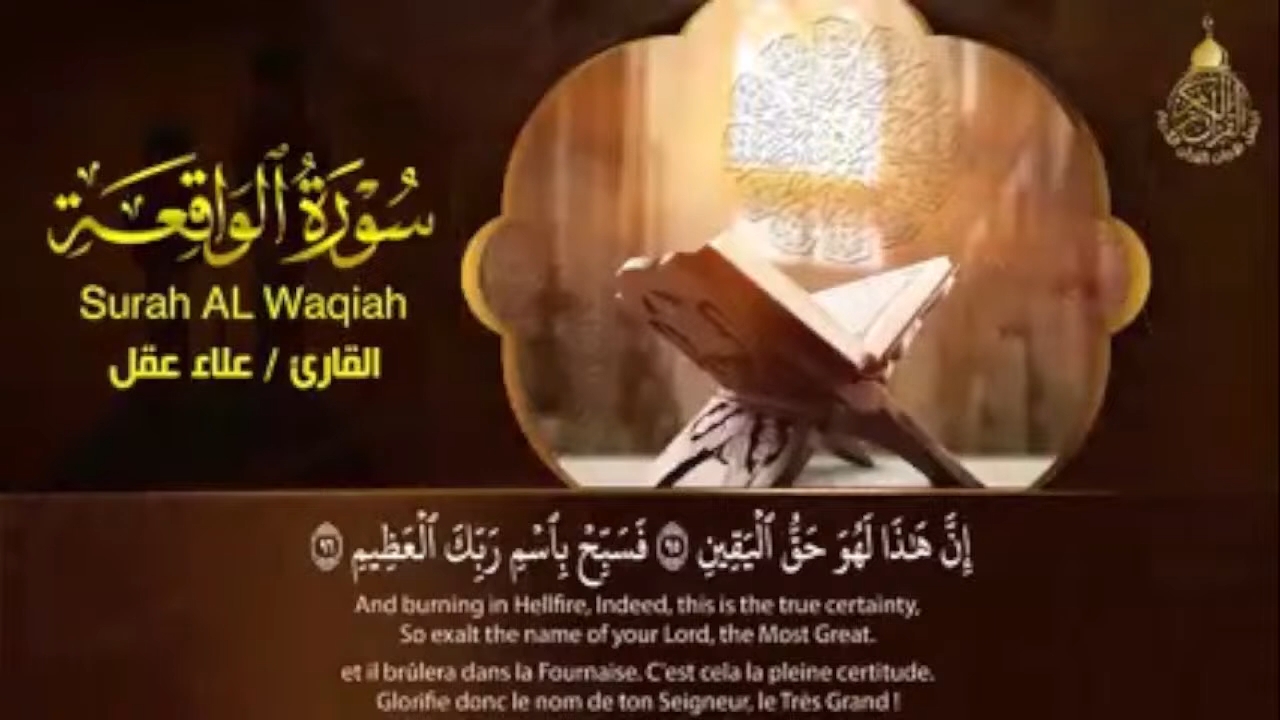 سُورَةُ ٱلْوَاقِعَةِ
Surah AL Waqiah
القارئ / علاء عقل
إِنَّ هَٰذَا لَهُوَ حَقُّ ٱلْيَقِينِ ٩٥ فَسَبِّحْ بِٱسْمِ رَبِّكَ ٱلْعَظِيمِ ٩٦
And burning in Hellfire, Indeed, this is the true certainty,
So exalt the name of your Lord, the Most Great.
et il brûlera dans la Fournaise. C'est cela la pleine certitude.
Glorifie donc le nom de ton Seigneur, le Très Grand !